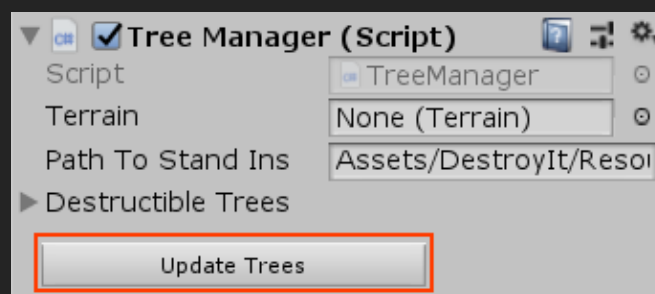 Tree Manager (Script)
Script TreeManager
Terrain None (Terrain)
Path To Stand Ins Assets/DestroyIt/Resou
Destructible Trees
Update Trees